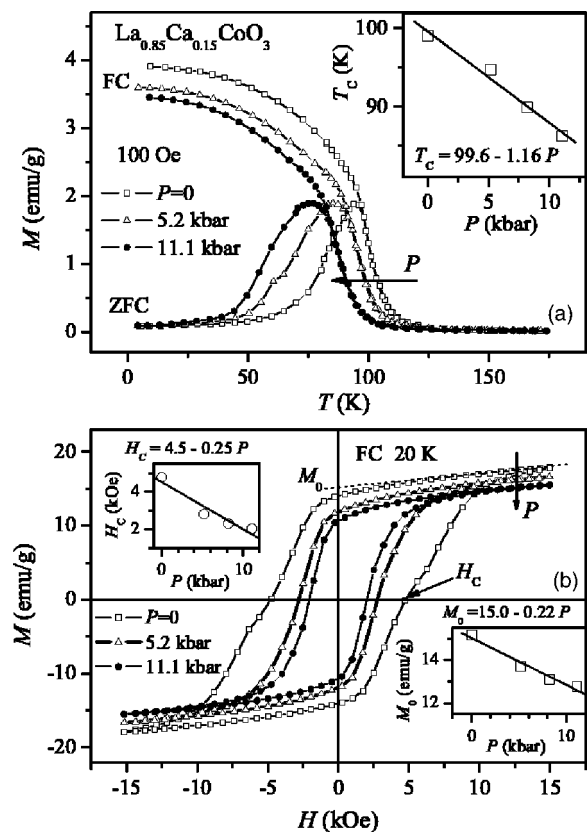 La0.85Ca0.15CoO3
4
FC
3
100 Oe
P=0
5.2 kbar
11.1 kbar
2
1
ZFC
0
M (emu/g)
0 50 100 150
T (K)
P
(a)
100
90
TC (K)
TC = 99.6 - 1.16 P
0 5 10
P (kbar)
HC = 4.5 - 0.25 P
4
2
HC (kOe)
0 5 10
P (kbar)
M0
FC 20 K
P
HC
(b)
20
10
0
-10
-20
M (emu/g)
P=0
5.2 kbar
11.1 kbar
M0=15.0 - 0.22 P
14
12
M0 (emu/g)
0 5 10
P (kbar)
-15 -10 -5 0 5 10 15
H (kOe)